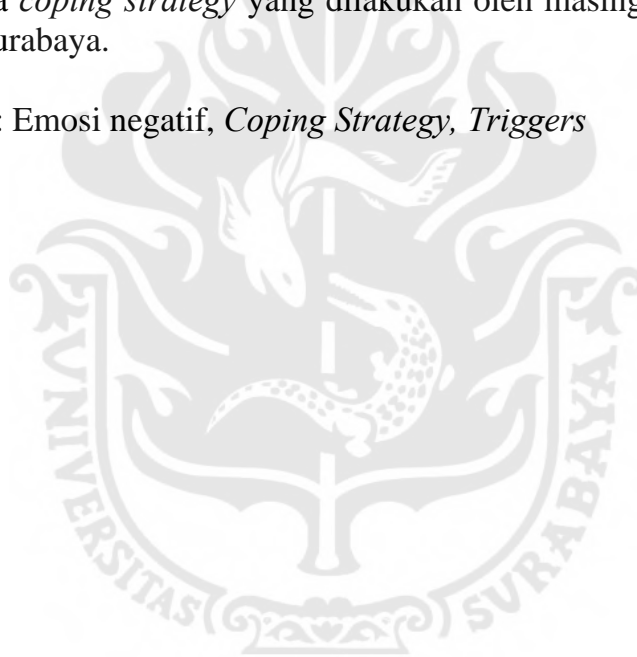 coping strategy yang dilakukan oleh masing
urabaya.
: Emosi negatif, Coping Strategy, Triggers
UNIVERSITAS SURABAYA